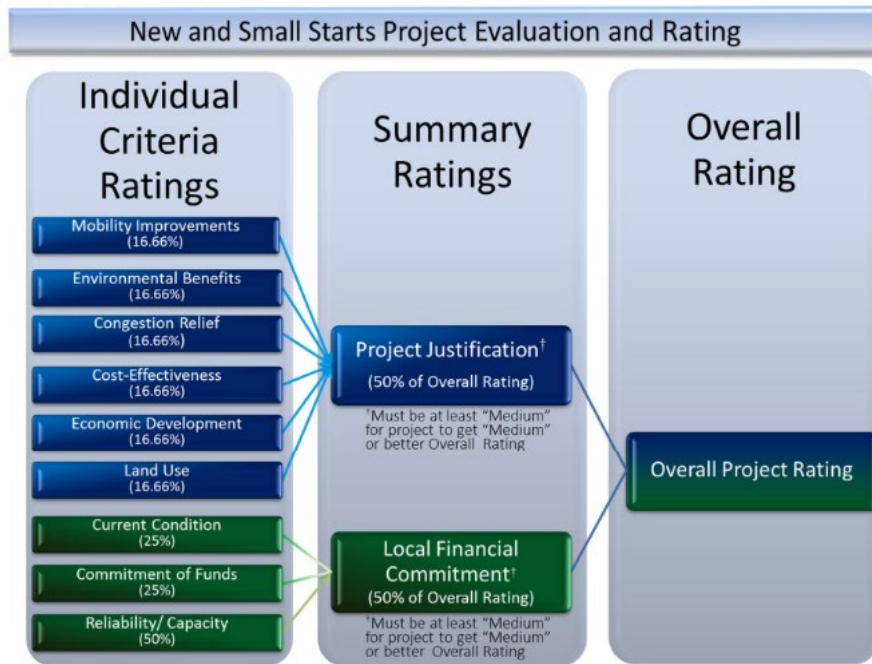 New and Small Starts Project Evaluation and Rating
Individual
Criteria
Ratings
Mobility Improvements
(16.66%)
Environmental Benefits
(16.66%)
Congestion Relief
(16.66%)
Cost-Effectiveness
(16.66%)
Economic Development
(16.66%)
Land Use
(16.66%)
Current Condition
(25%)
Commitment of Funds
(25%)
Reliability/ Capacity
(50%)
Summary
Ratings
Project Justification†
(50% of Overall Rating)
†Must be at least “Medium”
for project to get “Medium”
or better Overall Rating
Local Financial
Commitment†
(50% of Overall Rating)
†Must be at least “Medium”
for project to get “Medium”
or better Overall Rating
Overall
Rating
Overall Project Rating